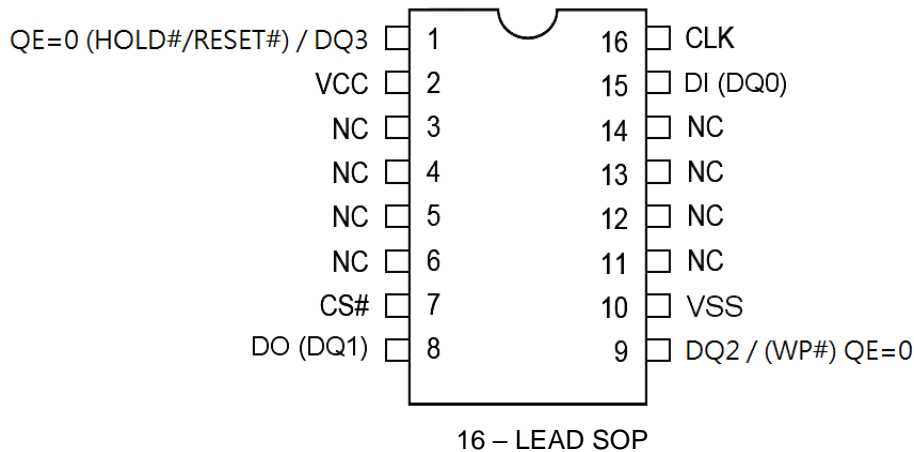 QE=0 (HOLD#/RESET#) / DQ3 1 16 CLK
VCC 2 15 DI (DQ0)
NC 3 14 NC
NC 4 13 NC
NC 5 12 NC
NC 6 11 NC
CS# 7 10 VSS
DO (DQ1) 8 9 DQ2 / (WP#) QE=0
16 – LEAD SOP